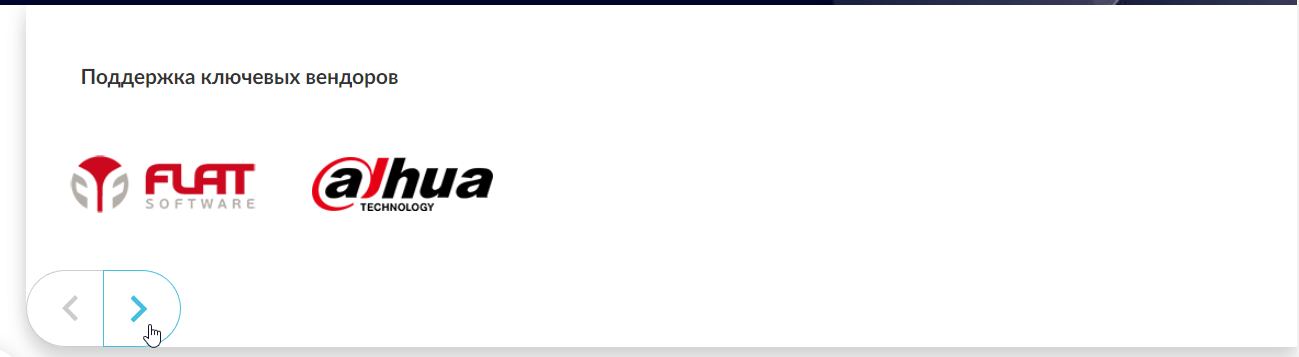 Поддержка ключевых вендоров
FLAT
SOFTWARE
alhua
TECHNOLOGY